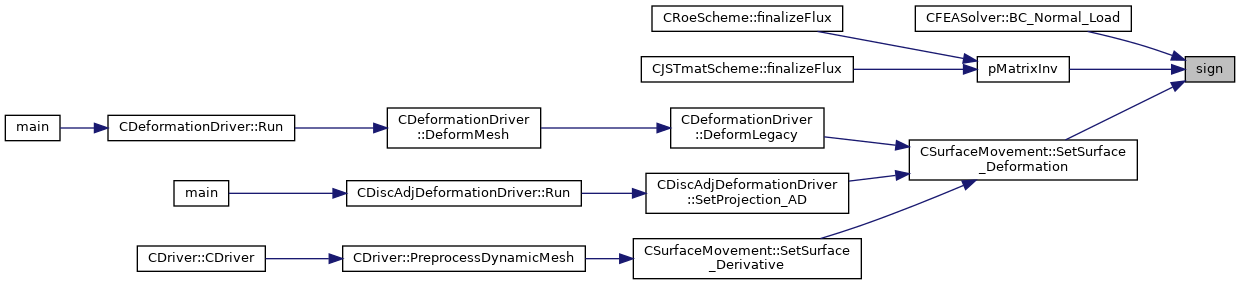 CRoeScheme::finalizeFlux
CFEASolver::BC_Normal_Load
CJSTmatScheme::finalizeFlux
pMatrixInv
sign
main
CDeformationDriver::Run
CDeformationDriver
::DeformMesh
CDeformationDriver
::DeformLegacy
CSurfaceMovement::SetSurface
_Deformation
main
CDiscAdjDeformationDriver::Run
CDiscAdjDeformationDriver
::SetProjection_AD
CDriver::CDriver
CDriver::PreprocessDynamicMesh
CSurfaceMovement::SetSurface
_Derivative